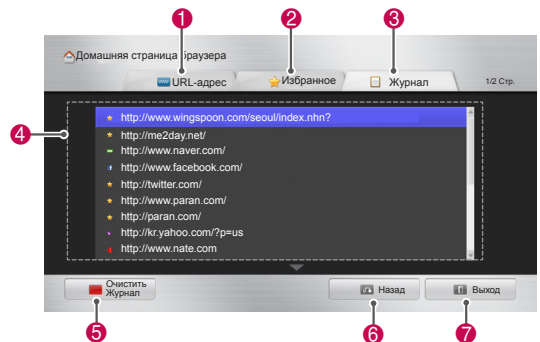 1
2
3
Домашняя страница браузера
URL-адрес
Избранное
Журнал
1/2 Стр.
4
http://www.wingspoon.com/seoul/index.nhn?
http://me2day.net/
http://www.naver.com/
http://www.facebook.com/
http://twitter.com/
http://www.paran.com/
http://paran.com/
http://kr.yahoo.com/?p=us
http://www.nate.com
Очистить
Журнал
Назад
Выход
5
6
7